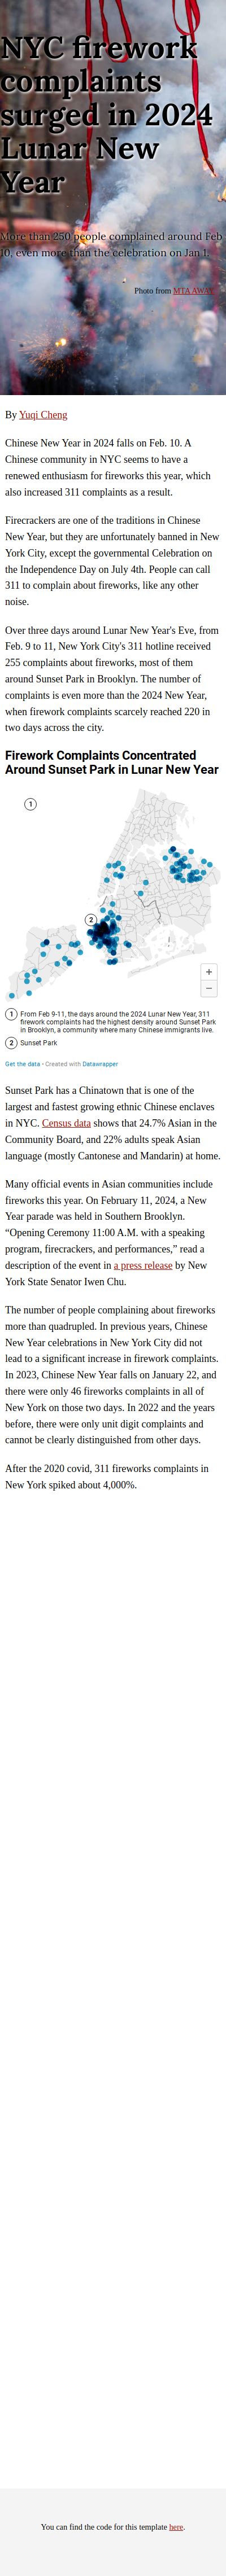 NYC firework
complaints
surged in 2024
Lunar New
Year
More than 250 people complained around Feb
10, even more than the celebration on Jan 1.
Photo from MTA AWAY
By Yuqi Cheng
Chinese New Year in 2024 falls on Feb. 10. A
Chinese community in NYC seems to have a
renewed enthusiasm for fireworks this year, which
also increased 311 complaints as a result.
Firecrackers are one of the traditions in Chinese
New Year, but they are unfortunately banned in New
York City, except the governmental Celebration on
the Independence Day on July 4th. People can call
311 to complain about fireworks, like any other
noise.
Over three days around Lunar New Year's Eve, from
Feb. 9 to 11, New York City's 311 hotline received
255 complaints about fireworks, most of them
around Sunset Park in Brooklyn. The number of
complaints is even more than the 2024 New Year,
when firework complaints scarcely reached 220 in
two days across the city.
Firework Complaints Concentrated
Around Sunset Park in Lunar New Year
1
2
+
−
1 From Feb 9-11, the days around the 2024 Lunar New Year, 311
firework complaints had the highest density around Sunset Park
in Brooklyn, a community where many Chinese immigrants live.
2 Sunset Park
Get the data • Created with Datawrapper
Sunset Park has a Chinatown that is one of the
largest and fastest growing ethnic Chinese enclaves
in NYC. Census data shows that 24.7% Asian in the
Community Board, and 22% adults speak Asian
language (mostly Cantonese and Mandarin) at home.
Many official events in Asian communities include
fireworks this year. On February 11, 2024, a New
Year parade was held in Southern Brooklyn.
“Opening Ceremony 11:00 A.M. with a speaking
program, firecrackers, and performances,” read a
description of the event in a press release by New
York State Senator Iwen Chu.
The number of people complaining about fireworks
more than quadrupled. In previous years, Chinese
New Year celebrations in New York City did not
lead to a significant increase in firework complaints.
In 2023, Chinese New Year falls on January 22, and
there were only 46 fireworks complaints in all of
New York on those two days. In 2022 and the years
before, there were only unit digit complaints and
cannot be clearly distinguished from other days.
After the 2020 covid, 311 fireworks complaints in
New York spiked about 4,000%.
You can find the code for this template here.